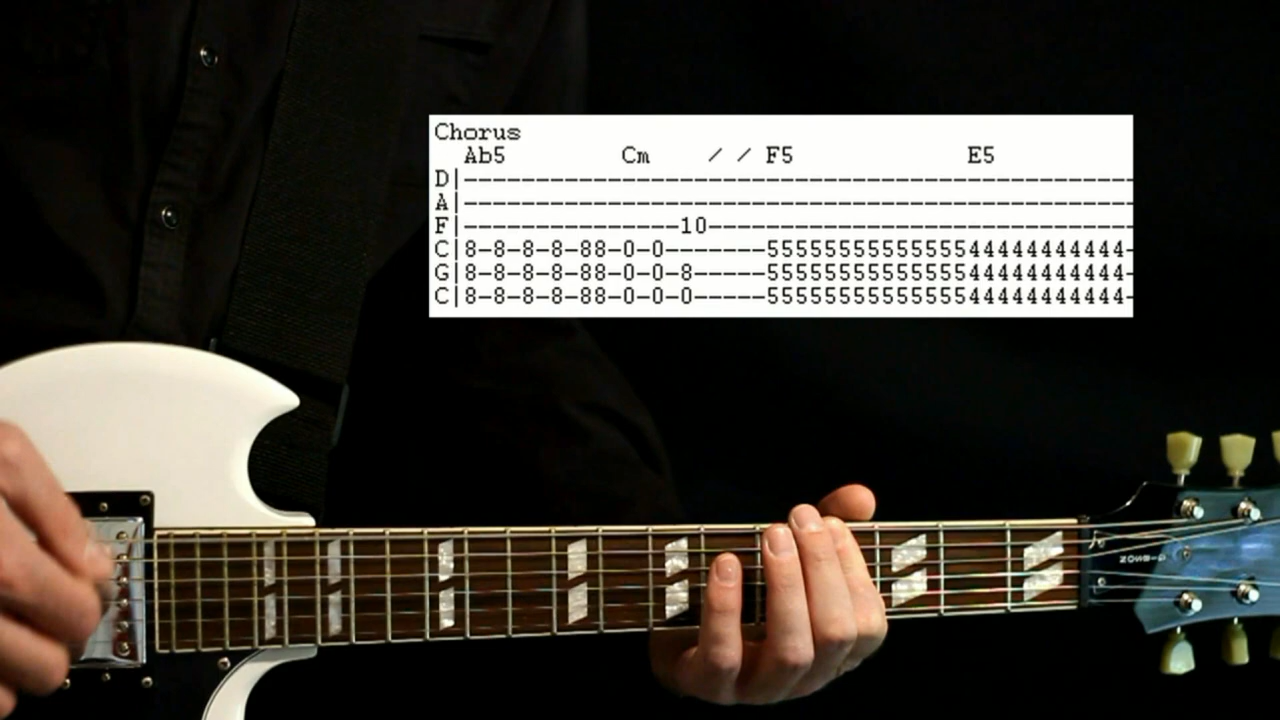 Chorus
Ab5        Cm    / / F5            E5
D|-----------------------------------------------
A|-----------------------------------------------
F|---------------10------------------------------
C|8-8-8-8-88-0-0-------5555555555555544444444444-
G|8-8-8-8-88-0-0-8-----5555555555555544444444444-
C|8-8-8-8-88-0-0-0-----5555555555555544444444444-